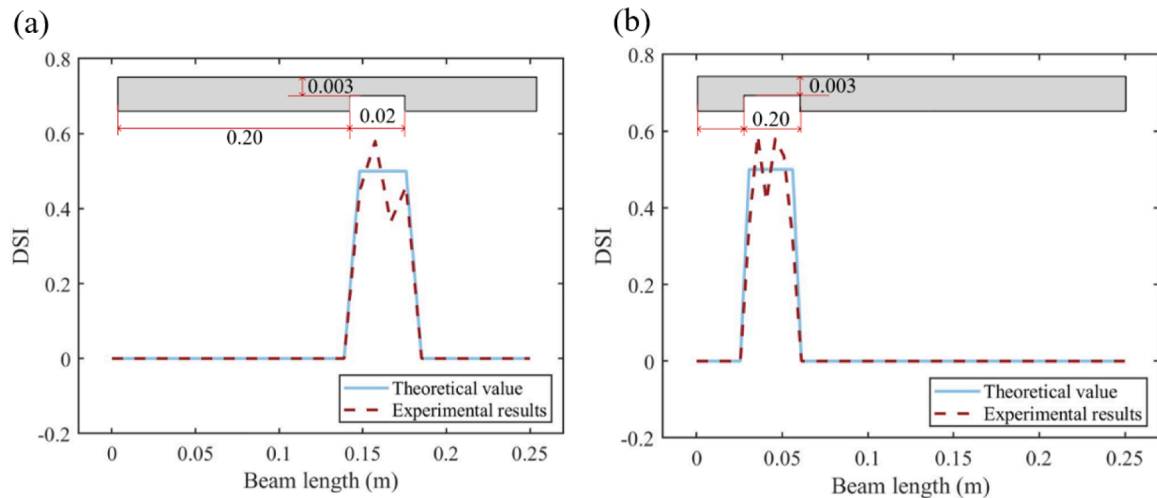 (a)
0.8
0.6
0.4
0.2
0
-0.2
DSI
0.003
0.02
0.20
Theoretical value
Experimental results
0
0.05
0.1
0.15
0.2
0.25
Beam length (m)
(b)
0.8
0.6
0.4
0.2
0
-0.2
DSI
0.003
0.20
Theoretical value
Experimental results
0
0.05
0.1
0.15
0.2
0.25
Beam length (m)